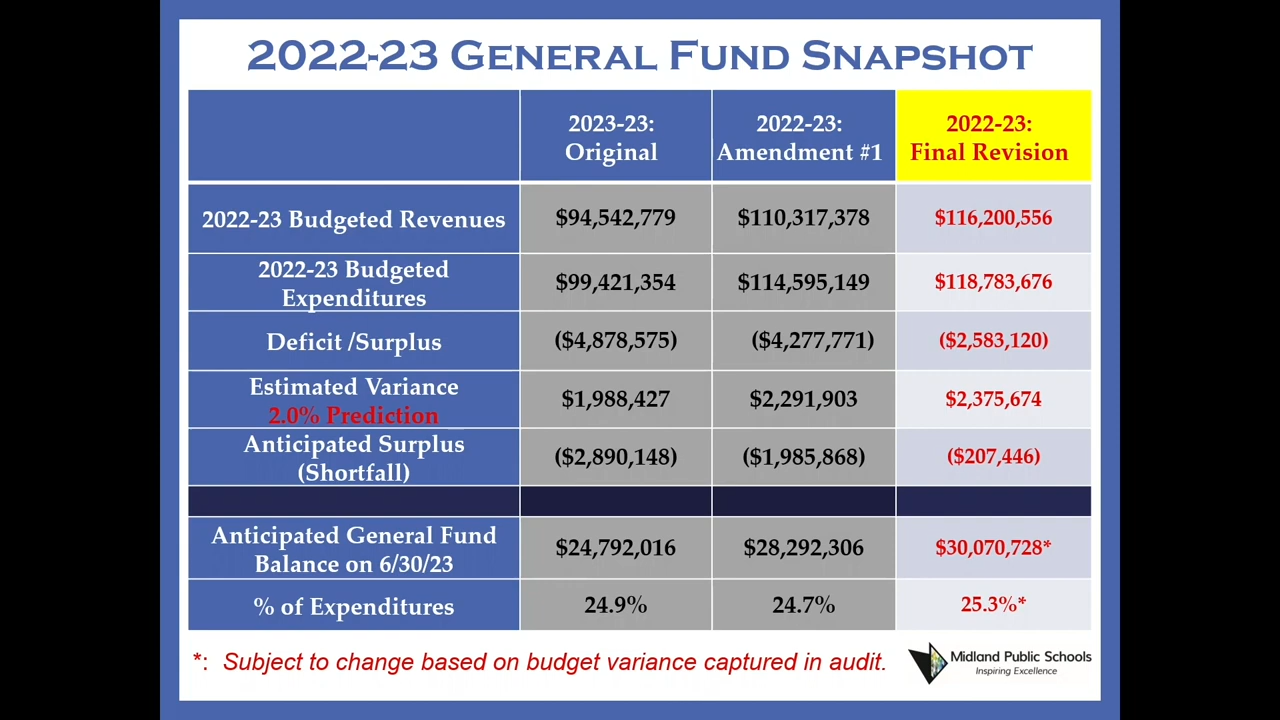 2022-23 GENERAL FUND SNAPSHOT
2023-23: Original
2022-23: Amendment #1
2022-23: Final Revision
2022-23 Budgeted Revenues $94,542,779 $110,317,378 $116,200,556
2022-23 Budgeted Expenditures $99,421,354 $114,595,149 $118,783,676
Deficit /Surplus ($4,878,575) ($4,277,771) ($2,583,120)
Estimated Variance
2.0% Prediction $1,988,427 $2,291,903 $2,375,674
Anticipated Surplus
(Shortfall) ($2,890,148) ($1,985,868) ($207,446)
Anticipated General Fund
Balance on 6/30/23 $24,792,016 $28,292,306 $30,070,728*
% of Expenditures 24.9% 24.7% 25.3%*
*: Subject to change based on budget variance captured in audit.
Midland Public Schools
Inspiring Excellence